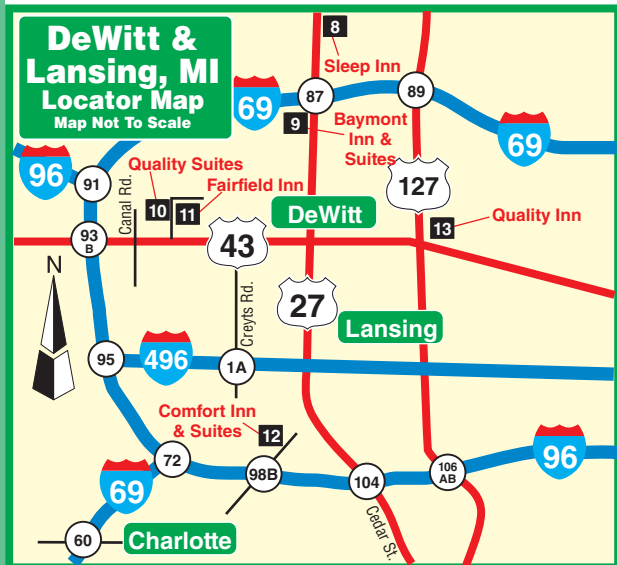 DeWitt &
Lansing, MI
Locator Map
Map Not To Scale
8
Sleep Inn
69
87
89
9
Baymont
Inn &
Suites
69
96
91
Quality Suites
10
11
Fairfield Inn
Canal Rd.
127
DeWitt
13
Quality Inn
93
B
43
N
27
Creyts Rd.
Lansing
95
496
1A
Comfort Inn
& Suites
12
72
98B
104
106
AB
96
69
Cedar St.
60
Charlotte